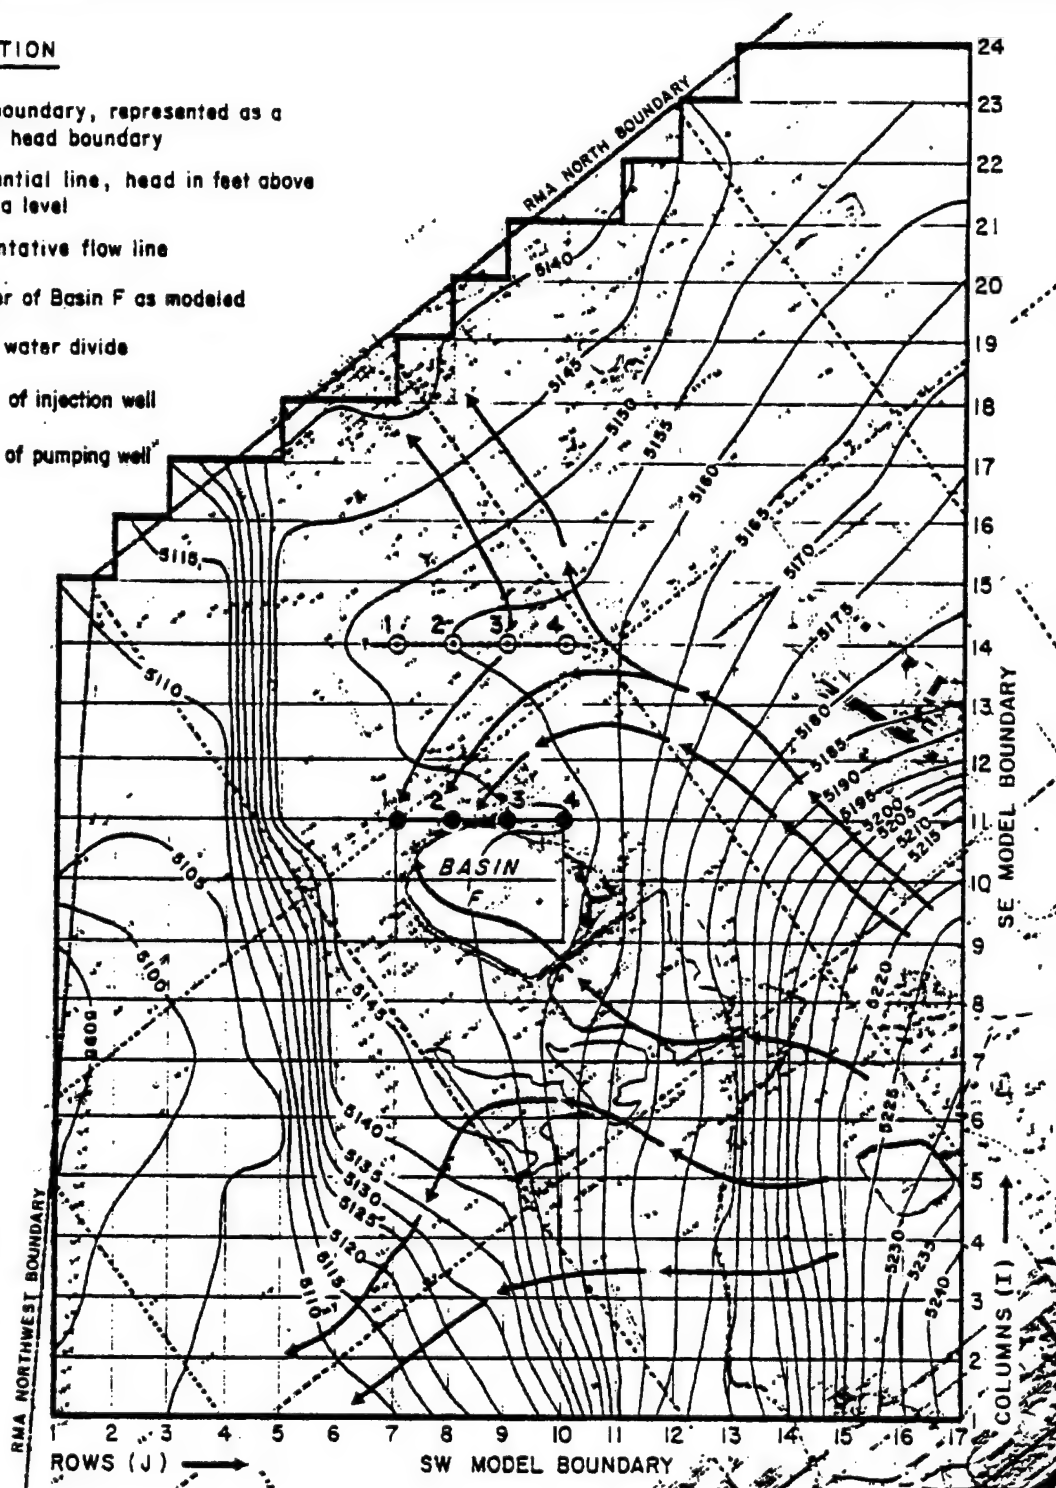 TION
oundary, represented as a
head boundary
ntial line, head in feet above
a level
ntative flow line
er of Basin F as modeled
water divide
of injection well
of pumping well
RMA NORTH BOUNDARY
24
23
22
21
20
19
18
17
16
15
14
13
12
11
10
9
8
7
6
5
4
3
2
1
5140
5145
5150
5155
5160
5165
5170
5175
5180
5185
5190
5195
5200
5205
5210
5215
5115
5110
5105
5100
5095
1 2 3 4
1 2 3 4
BASIN
F
5145
5140
5135
5130
5125
5120
5115
5110
5220
5225
5230
5235
5240
SE MODEL BOUNDARY
COLUMNS (I)
RMA NORTHWEST BOUNDARY
1 2 3 4 5 6 7 8 9 10 11 12 13 14 15 16 17
ROWS (J)
SW MODEL BOUNDARY